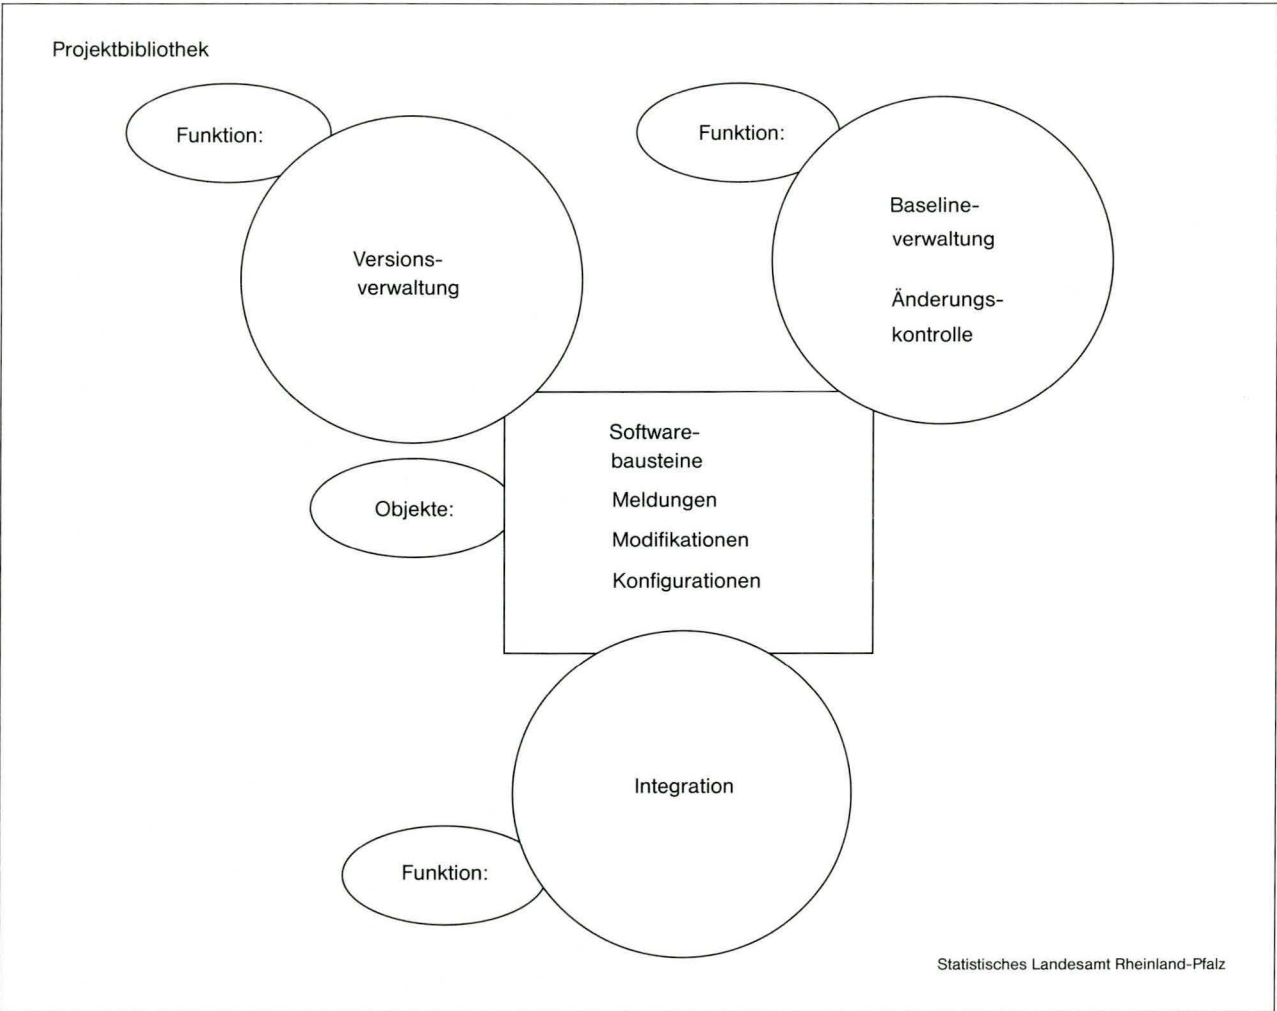 Projektbibliothek
Funktion:
Versions-
verwaltung
Funktion:
Baseline-
verwaltung
Änderungs-
kontrolle
Objekte:
Software-
bausteine
Meldungen
Modifikationen
Konfigurationen
Funktion:
Integration
Statistisches Landesamt Rheinland-Pfalz